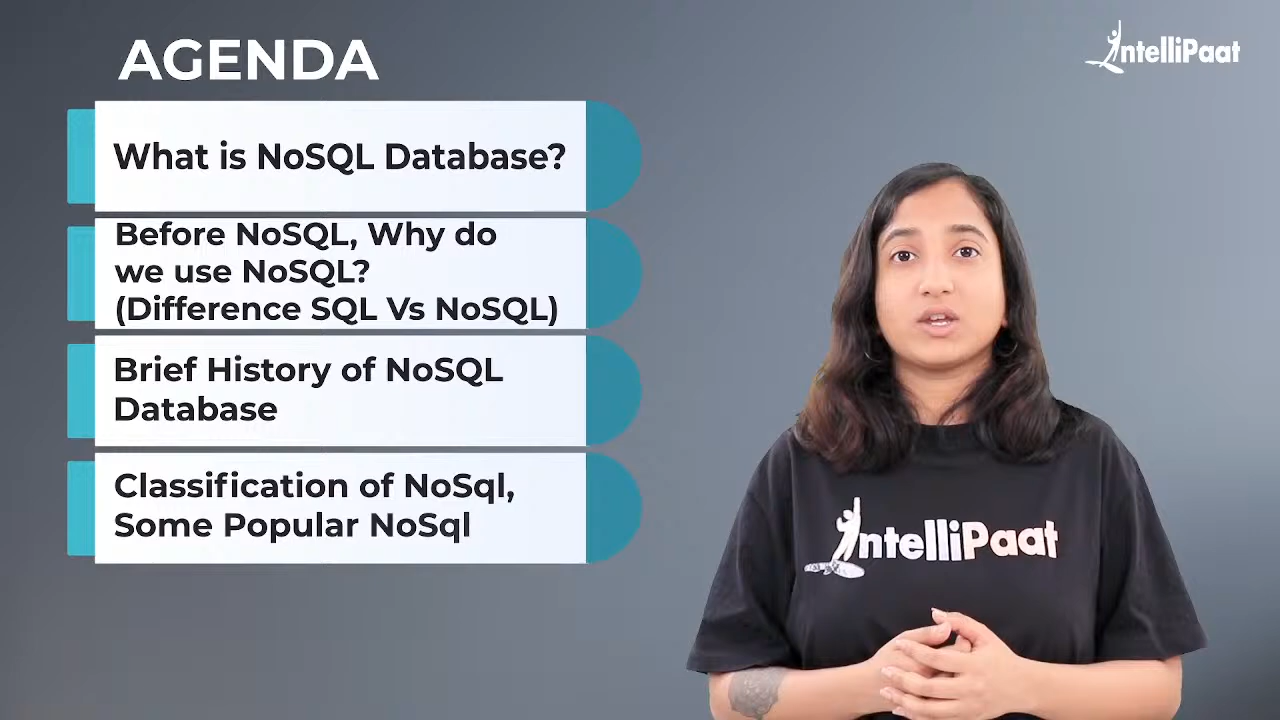 AGENDA
IntelliPaat
What is NoSQL Database?
Before NoSQL, Why do
we use NoSQL?
(Difference SQL Vs NoSQL)
Brief History of NoSQL
Database
Classification of NoSql,
Some Popular NoSql
IntelliPaat